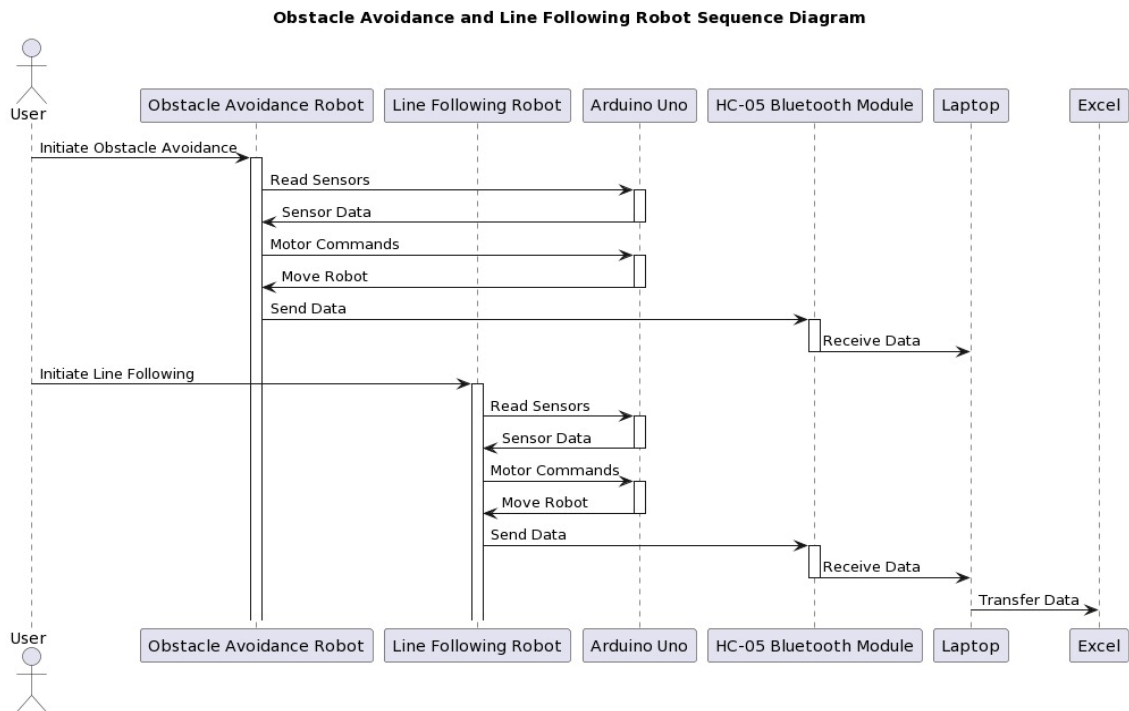 Obstacle Avoidance and Line Following Robot Sequence Diagram
User
Obstacle Avoidance Robot
Line Following Robot
Arduino Uno
HC-05 Bluetooth Module
Laptop
Excel
Initiate Obstacle Avoidance
Read Sensors
Sensor Data
Motor Commands
Move Robot
Send Data
Receive Data
Initiate Line Following
Read Sensors
Sensor Data
Motor Commands
Move Robot
Send Data
Receive Data
Transfer Data
User
Obstacle Avoidance Robot
Line Following Robot
Arduino Uno
HC-05 Bluetooth Module
Laptop
Excel